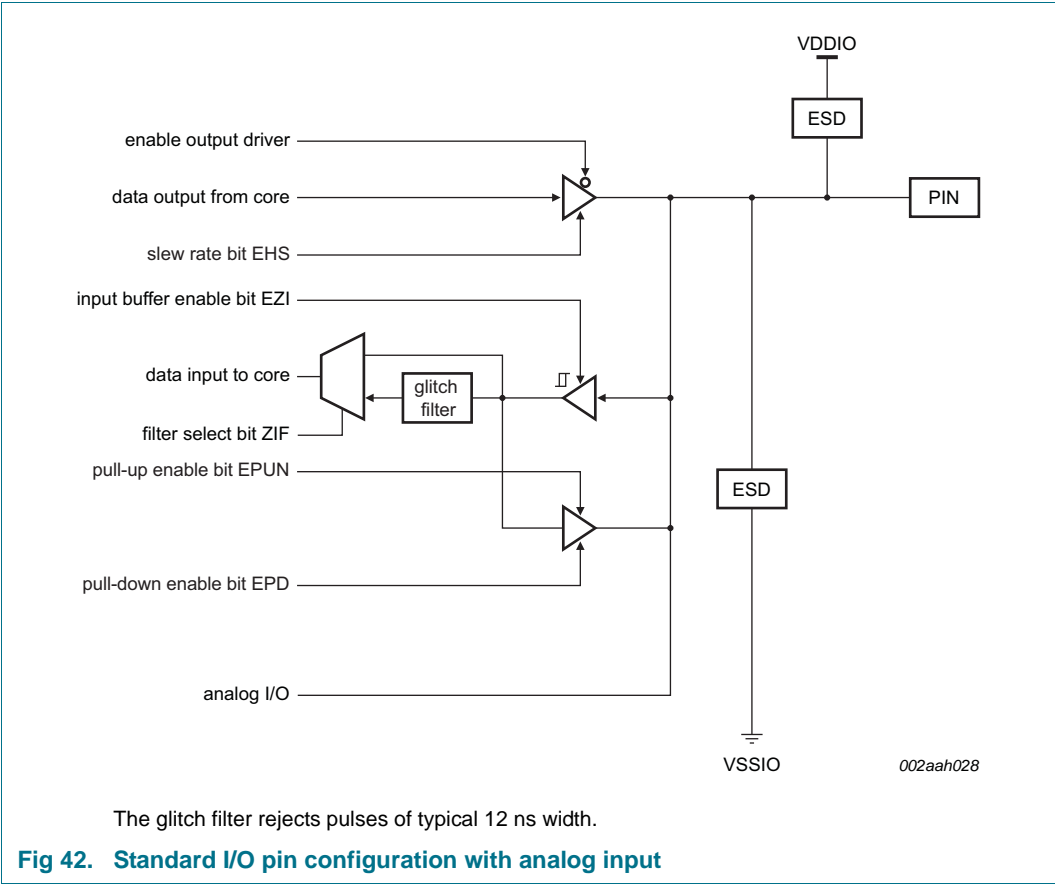 VDDIO
ESD
enable output driver
data output from core
PIN
slew rate bit EHS
input buffer enable bit EZI
data input to core
glitch
filter
filter select bit ZIF
pull-up enable bit EPUN
ESD
pull-down enable bit EPD
analog I/O
VSSIO
002aah028
The glitch filter rejects pulses of typical 12 ns width.
Fig 42. Standard I/O pin configuration with analog input